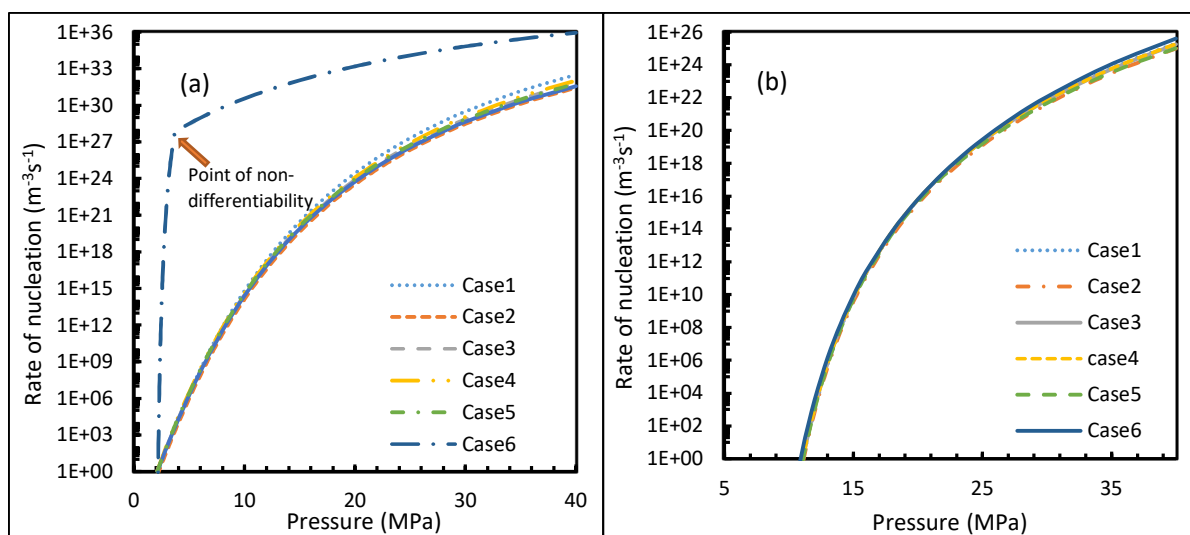 (a)
Rate of nucleation (m⁻³s⁻¹)
1E+36
1E+33
1E+30
1E+27
1E+24
1E+21
1E+18
1E+15
1E+12
1E+09
1E+06
1E+03
1E+00
Point of non-
differentiability
Case1
Case2
Case3
Case4
Case5
Case6
0 10 20 30 40
Pressure (MPa)
(b)
Rate of nucleation (m⁻³s⁻¹)
1E+26
1E+24
1E+22
1E+20
1E+18
1E+16
1E+14
1E+12
1E+10
1E+08
1E+06
1E+04
1E+02
1E+00
Case1
Case2
Case3
case4
Case5
Case6
5 15 25 35
Pressure (MPa)